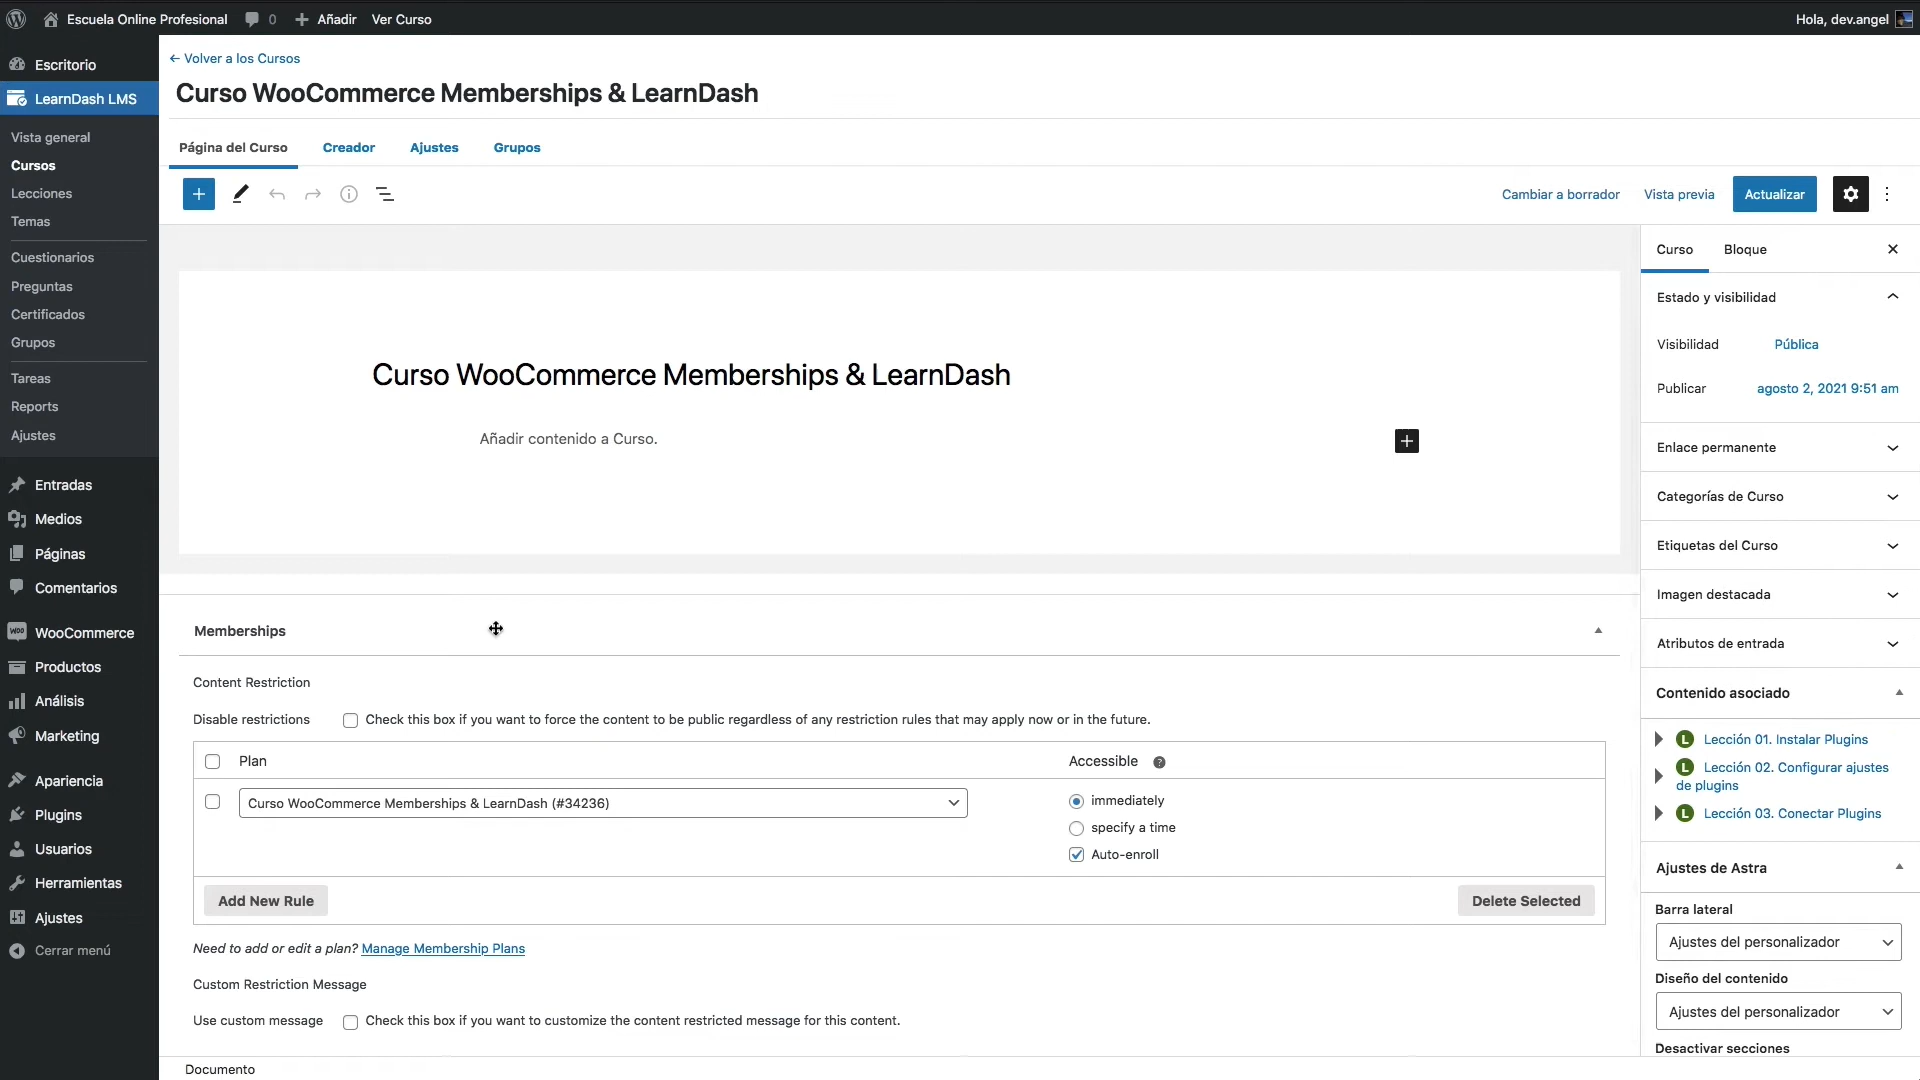 Escuela Online Profesional
0
Añadir
Ver Curso
Hola, dev.angel
Escritorio
LearnDash LMS
Vista general
Cursos
Lecciones
Temas
Cuestionarios
Preguntas
Certificados
Grupos
Tareas
Reports
Ajustes
Entradas
Medios
Páginas
Comentarios
WOO
WooCommerce
Productos
Análisis
Marketing
Apariencia
Plugins
Usuarios
Herramientas
Ajustes
Cerrar menú
← Volver a los Cursos
Curso WooCommerce Memberships & LearnDash
Página del Curso
Creador
Ajustes
Grupos
Cambiar a borrador
Vista previa
Actualizar
Curso WooCommerce Memberships & LearnDash
Añadir contenido a Curso.
Memberships
Content Restriction
Disable restrictions
Check this box if you want to force the content to be public regardless of any restriction rules that may apply now or in the future.
Plan
Accessible
?
Curso WooCommerce Memberships & LearnDash (#34236)
immediately
specify a time
Auto-enroll
Add New Rule
Delete Selected
Need to add or edit a plan? Manage Membership Plans
Custom Restriction Message
Use custom message
Check this box if you want to customize the content restricted message for this content.
Documento
Curso
Bloque
Estado y visibilidad
Visibilidad
Pública
Publicar
agosto 2, 2021 9:51 am
Enlace permanente
Categorías de Curso
Etiquetas del Curso
Imagen destacada
Atributos de entrada
Contenido asociado
L Lección 01. Instalar Plugins
L Lección 02. Configurar ajustes
de plugins
L Lección 03. Conectar Plugins
Ajustes de Astra
Barra lateral
Ajustes del personalizador
Diseño del contenido
Ajustes del personalizador
Desactivar secciones